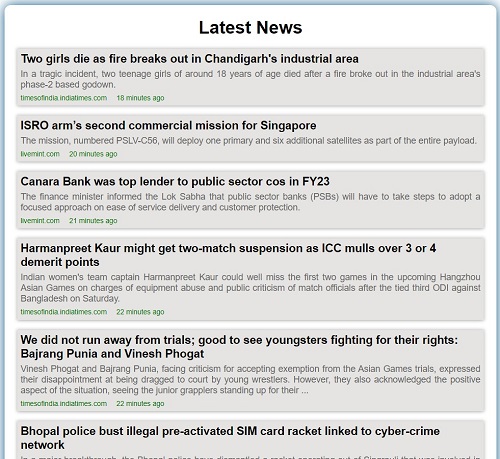 Latest News
Two girls die as fire breaks out in Chandigarh's industrial area
In a tragic incident, two teenage girls of around 18 years of age died after a fire broke out in the industrial area's
phase-2 based godown.
timesofindia.indiatimes.com 18 minutes ago
ISRO arm's second commercial mission for Singapore
The mission, numbered PSLV-C56, will deploy one primary and six additional satellites as part of the entire payload.
livemint.com 20 minutes ago
Canara Bank was top lender to public sector cos in FY23
The finance minister informed the Lok Sabha that public sector banks (PSBs) will have to take steps to adopt a
focused approach on ease of service delivery and customer protection.
livemint.com 21 minutes ago
Harmanpreet Kaur might get two-match suspension as ICC mulls over 3 or 4
demerit points
Indian women's team captain Harmanpreet Kaur could well miss the first two games in the upcoming Hangzhou
Asian Games on charges of equipment abuse and public criticism of match officials after the tied third ODI against
Bangladesh on Saturday.
timesofindia.indiatimes.com 22 minutes ago
We did not run away from trials; good to see youngsters fighting for their rights:
Bajrang Punia and Vinesh Phogat
Vinesh Phogat and Bajrang Punia, facing criticism for accepting exemption from the Asian Games trials, expressed
their disappointment at being dragged to court by young wrestlers. However, they also acknowledged the positive
aspect of the situation, seeing the junior grapplers standing up for their ...
timesofindia.indiatimes.com 22 minutes ago
Bhopal police bust illegal pre-activated SIM card racket linked to cyber-crime
network